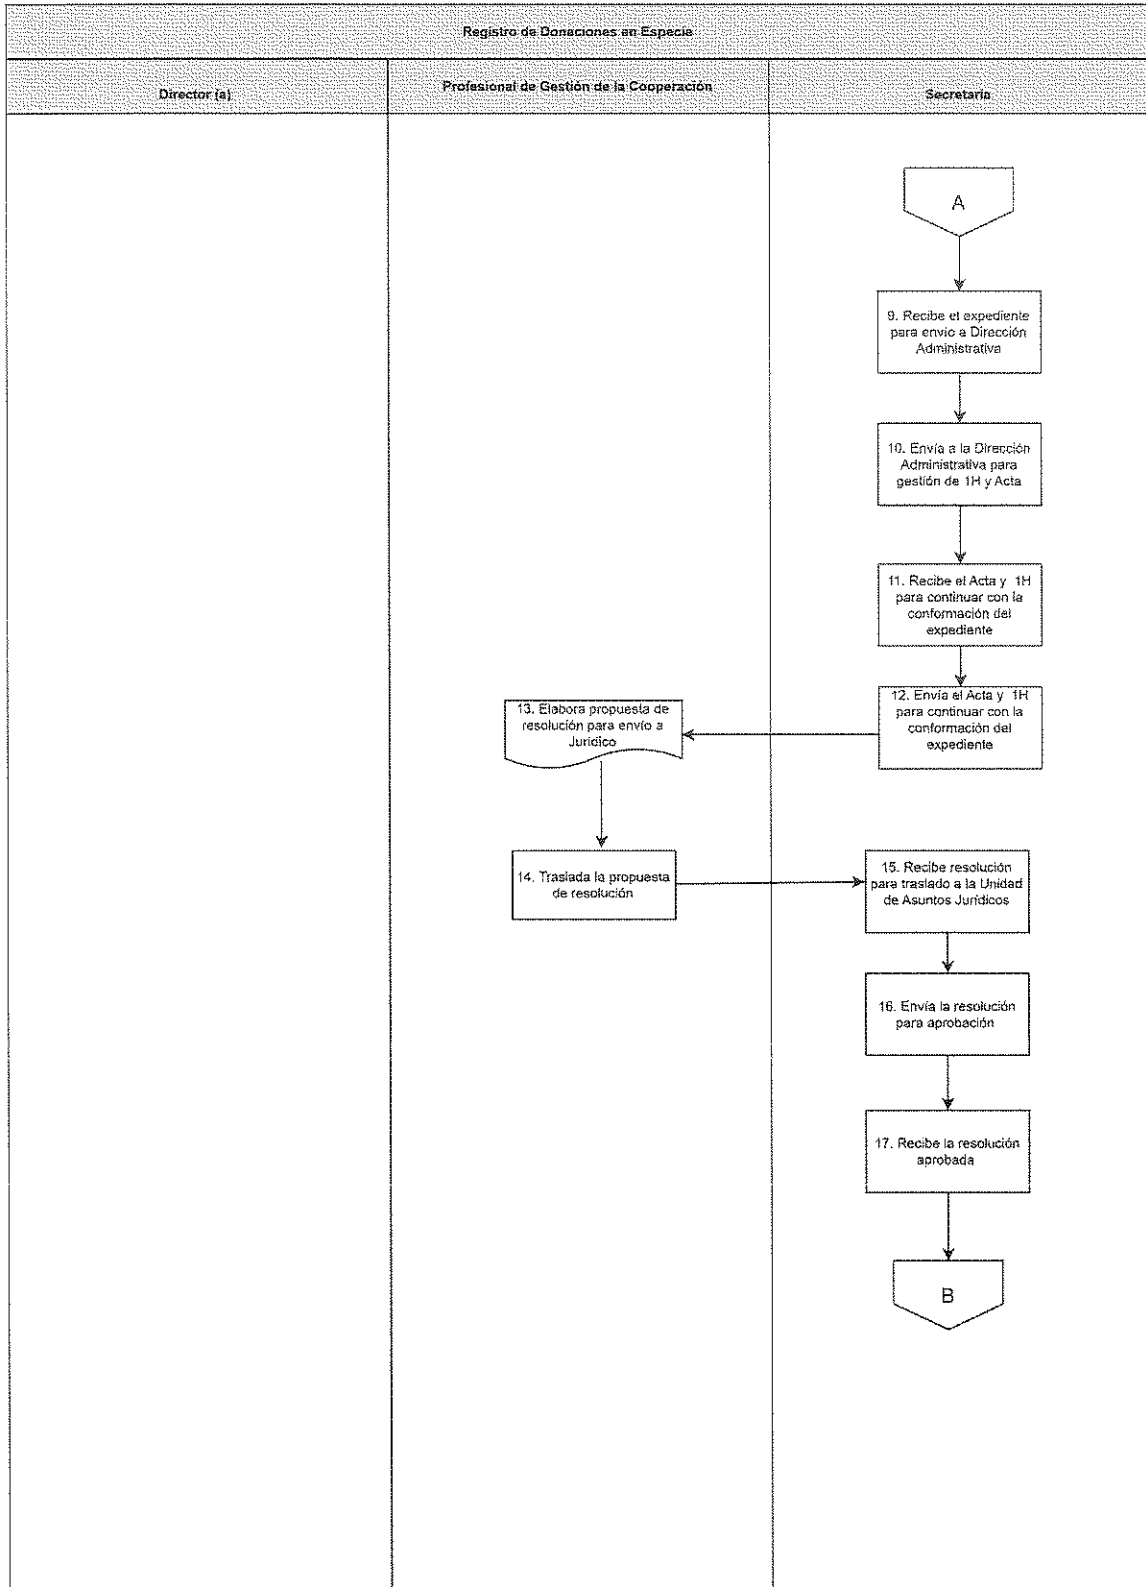 Registro de Donaciones en Especie
Director (a)
Profesional de Gestión de la Cooperación
Secretaria
A
9. Recibe el expediente
para envío a Dirección
Administrativa
10. Envía a la Dirección
Administrativa para
gestión de 1H y Acta
11. Recibe el Acta y 1H
para continuar con la
conformación del
expediente
12. Envía el Acta y 1H
para continuar con la
conformación del
expediente
13. Elabora propuesta de
resolución para envío a
Jurídico
14. Traslada la propuesta
de resolución
15. Recibe resolución
para traslado a la Unidad
de Asuntos Jurídicos
16. Envía la resolución
para aprobación
17. Recibe la resolución
aprobada
B